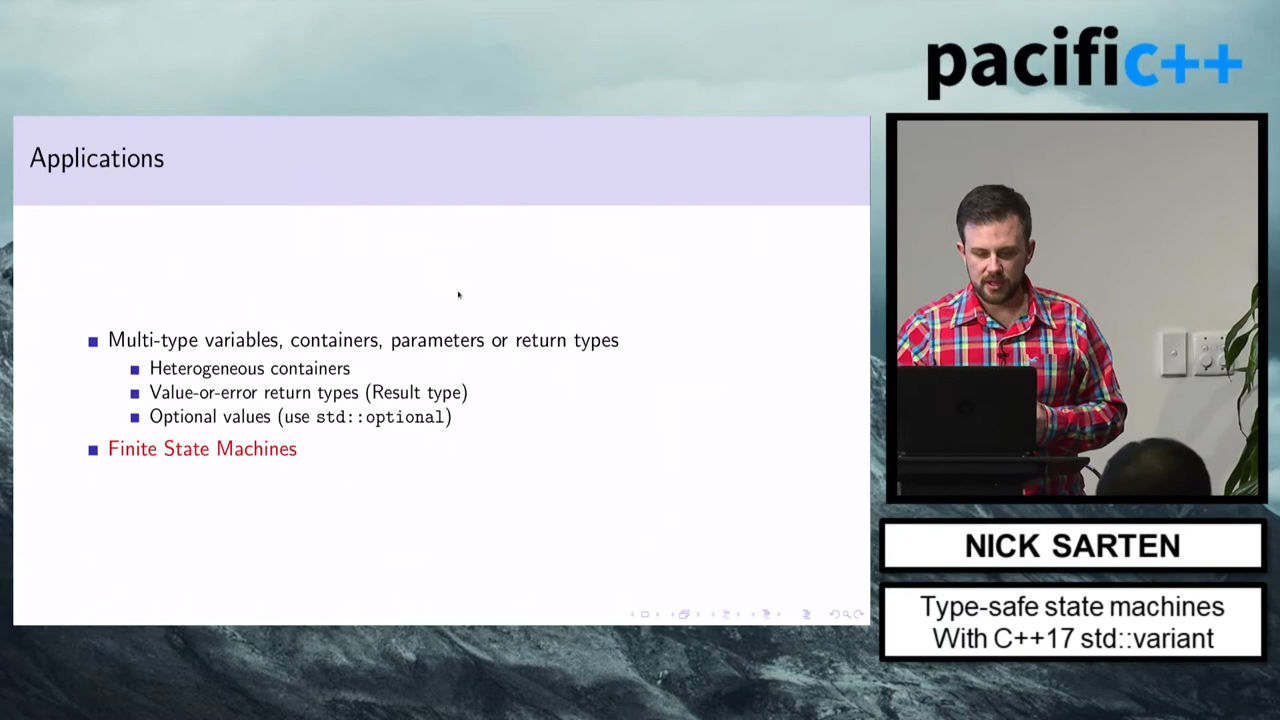 pacific++
Applications
Multi-type variables, containers, parameters or return types
Heterogeneous containers
Value-or-error return types (Result type)
Optional values (use std::optional)
Finite State Machines
NICK SARTEN
Type-safe state machines
With C++17 std::variant